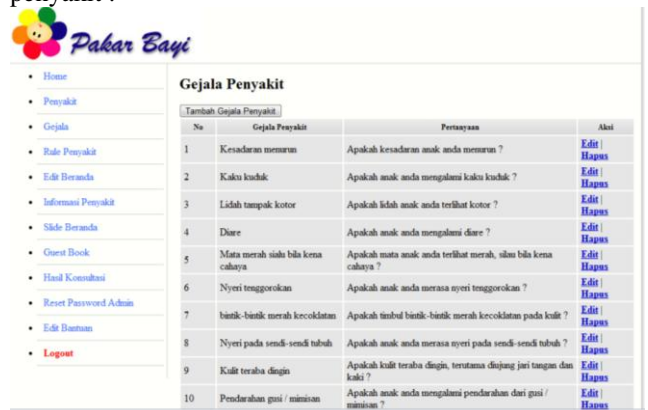 penyakit .
Pakar Bayi
Home
Penyakit
Gejala
Rule Penyakit
Edit Beranda
Informasi Penyakit
Slide Beranda
Guest Book
Hasil Konsultasi
Reset Password Admin
Edit Bantuan
Logout
Gejala Penyakit
Tambah Gejala Penyakit
No Gejala Penyakit Pertanyaan Aksi
1 Kesadaran menurun Apakah kesadaran anak anda menurun ? Edit | Hapus
2 Kaku kuduk Apakah anak anda mengalami kaku kuduk ? Edit | Hapus
3 Lidah tampak kotor Apakah lidah anak anda terlihat kotor ? Edit | Hapus
4 Diare Apakah anak anda mengalami diare ? Edit | Hapus
5 Mata merah sialu bila kena cahaya Apakah mata anak anda terlihat merah, silau bila kena cahaya ? Edit | Hapus
6 Nyeri tenggorokan Apakah anak anda merasa nyeri tenggorokan ? Edit | Hapus
7 bintik-bintik merah kecoklatan Apakah timbul bintik-bintik merah kecoklatan pada kulit ? Edit | Hapus
8 Nyeri pada sendi-sendi tubuh Apakah anak anda merasa nyeri pada sendi-sendi tubuh ? Edit | Hapus
9 Kulit teraba dingin Apakah kulit teraba dingin, terutama diujung jari tangan dan kaki ? Edit | Hapus
10 Pendarahan gusi / mimisan Apakah anak anda mengalami pendarahan dari gusi / mimisan ? Edit | Hapus